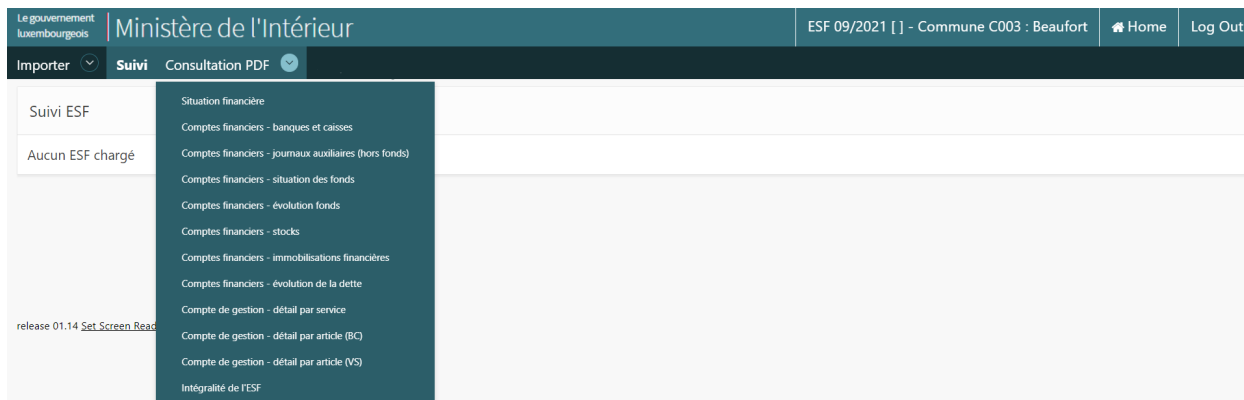 Le gouvernement
luxembourgeois
Ministère de l'Intérieur
ESF 09/2021 [ ] - Commune C003 : Beaufort
Home
Log Out
Importer
Suivi
Consultation PDF
Suivi ESF
Aucun ESF chargé
Situation financière
Comptes financiers - banques et caisses
Comptes financiers - journaux auxiliaires (hors fonds)
Comptes financiers - situation des fonds
Comptes financiers - évolution fonds
Comptes financiers - stocks
Comptes financiers - immobilisations financières
Comptes financiers - évolution de la dette
Compte de gestion - détail par service
Compte de gestion - détail par article (BC)
Compte de gestion - détail par article (VS)
Intégralité de l'ESF
release 01.14 Set Screen Read